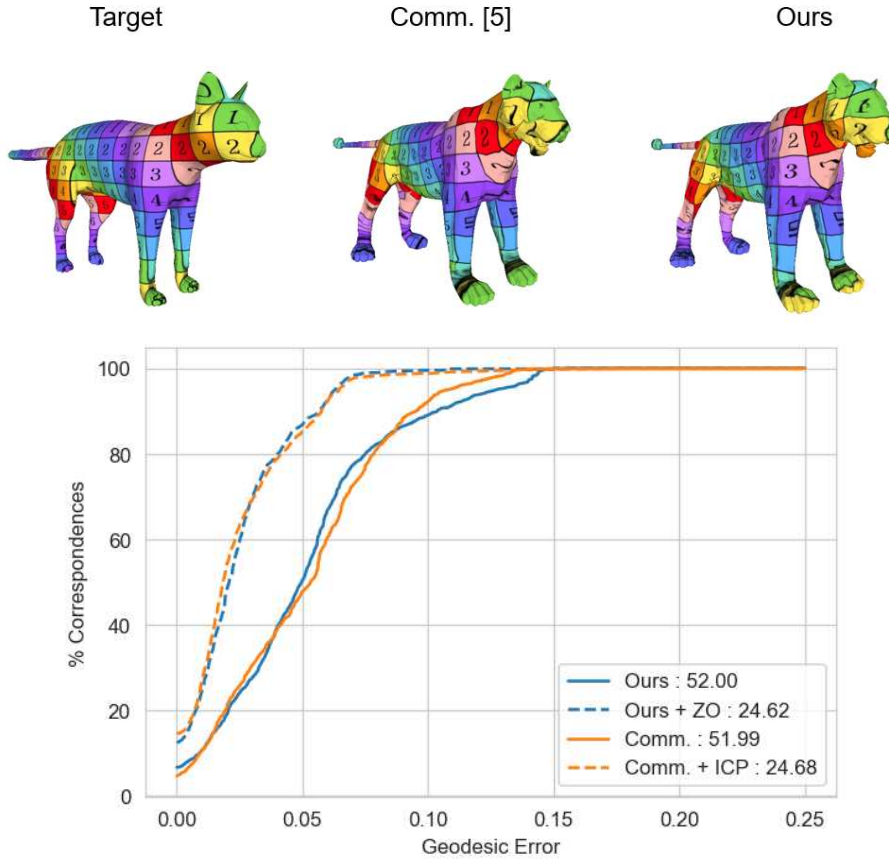 Target Comm. [5] Ours
100
80
60
40
20
0
% Correspondences
Ours : 52.00
Ours + ZO : 24.62
Comm. : 51.99
Comm. + ICP : 24.68
0.00 0.05 0.10 0.15 0.20 0.25
Geodesic Error